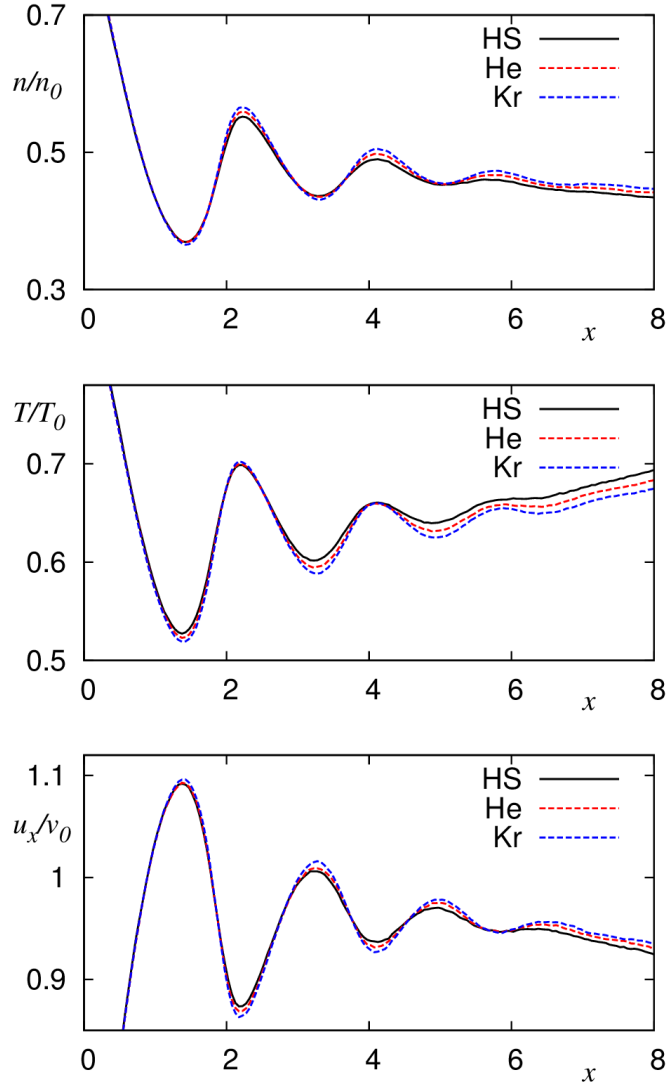 0.7
n/n0
HS
He
Kr
0.5
0.3
0 2 4 6 8
x
T/T0
HS
0.7
He
Kr
0.6
0.5
0 2 4 6 8
x
1.1
HS
ux/v0
He
Kr
1
0.9
0 2 4 6 8
x